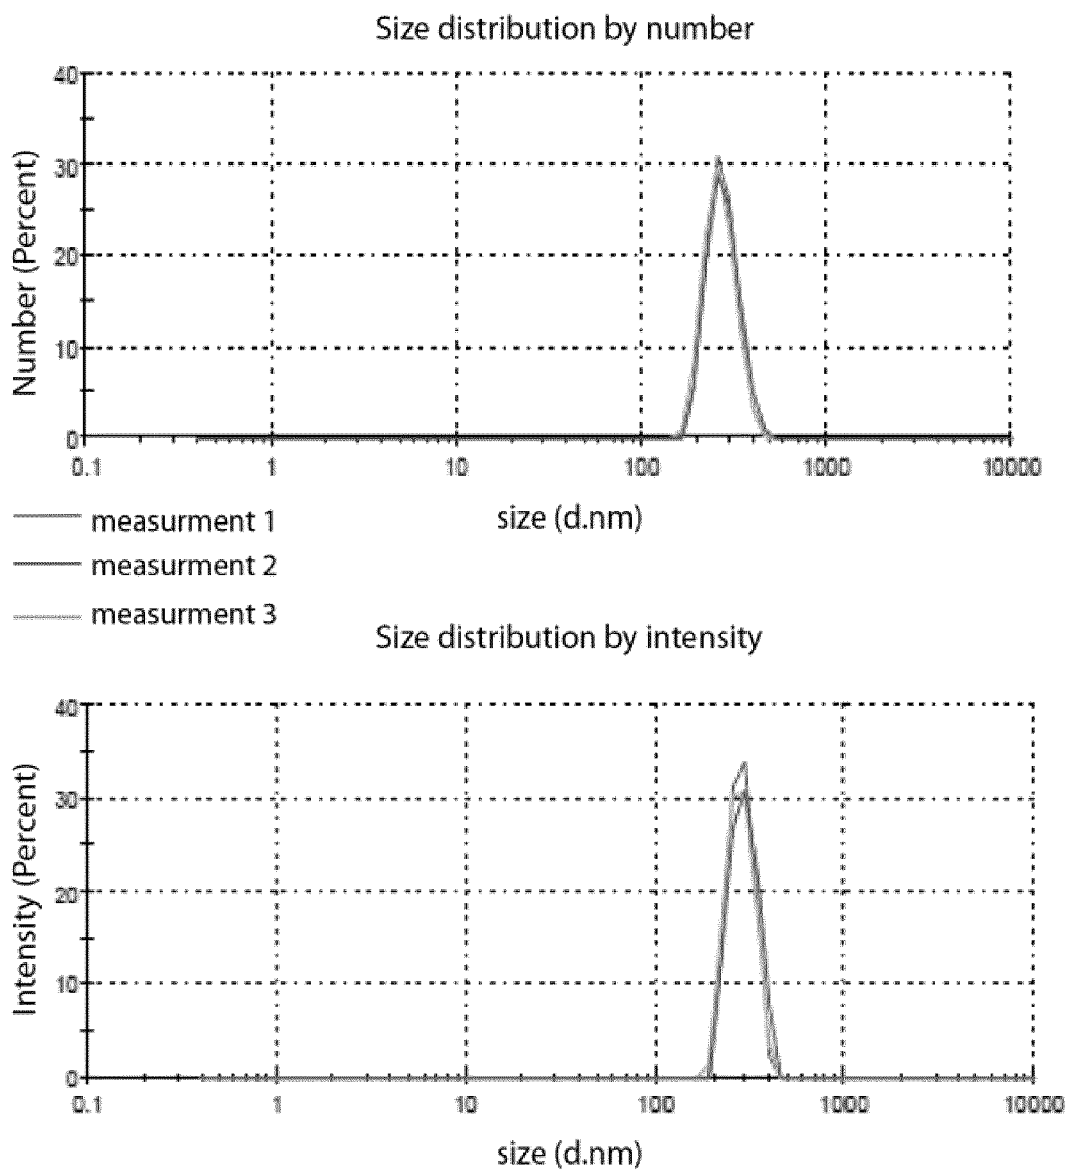 Size distribution by number
40
30
20
10
0
Number (Percent)
0.1 1 10 100 1000 10000
size (d.nm)
measurment 1
measurment 2
measurment 3
Size distribution by intensity
40
30
20
10
0
Intensity (Percent)
0.1 1 10 100 1000 10000
size (d.nm)